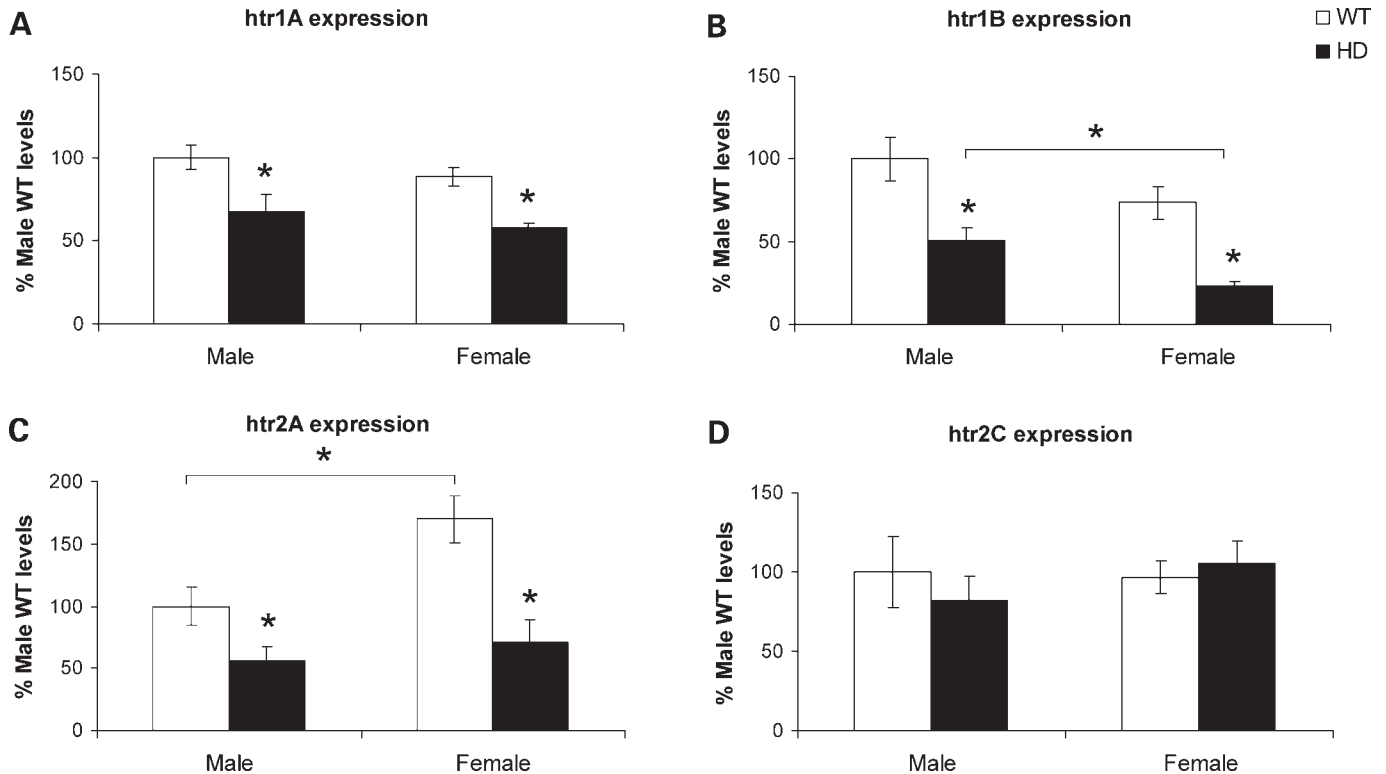 A
htr1A expression
150
100
50
0
% Male WT levels
*
*
Male
Female
B
htr1B expression
WT
HD
150
100
50
0
% Male WT levels
*
*
*
Male
Female
C
htr2A expression
200
150
100
50
0
% Male WT levels
*
*
*
Male
Female
D
htr2C expression
150
100
50
0
% Male WT levels
Male
Female